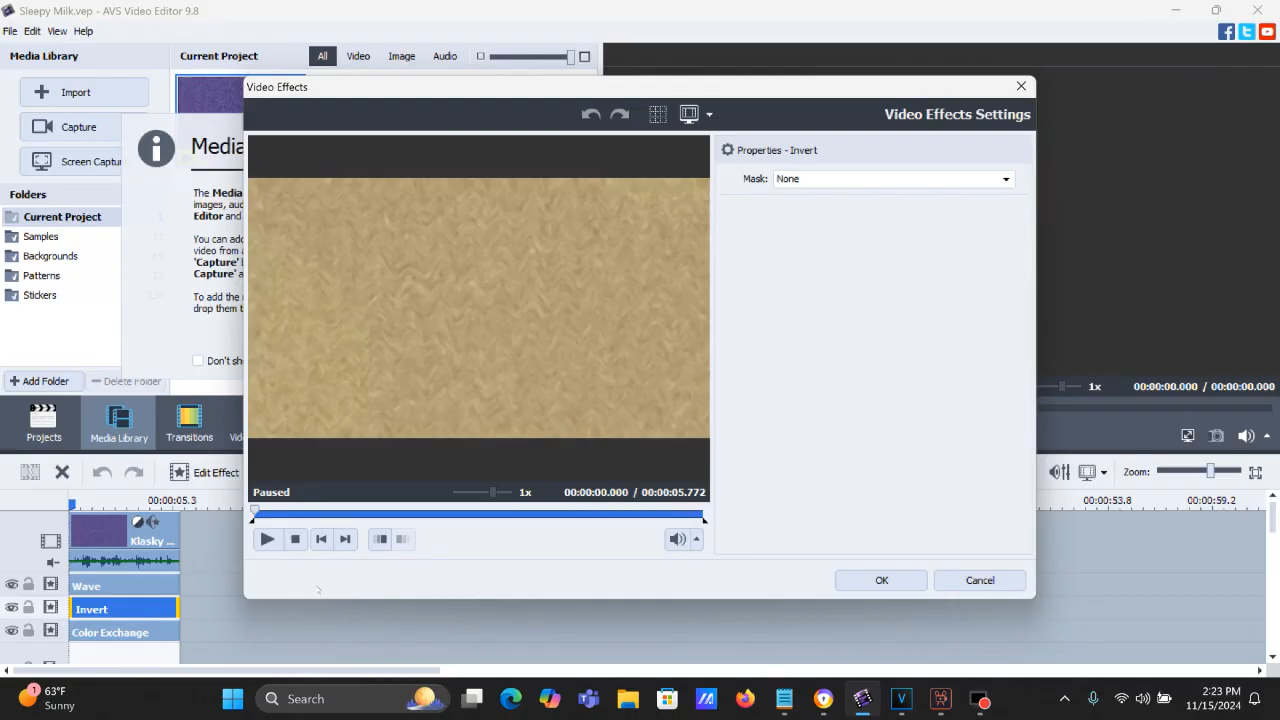 Sleepy Milk.vep - AVS Video Editor 9.8
File Edit View Help
Media Library
Current Project
All Video Image Audio
Import
Capture
Screen Captu
Folders
Current Project
Samples
Backgrounds
Patterns
Stickers
Add Folder
Delete Folder
Media
The Media
images, aud
Editor and
You can add
video from a
'Capture'
Capture' a
To add the
drop them t
Don't sh
Video Effects
Video Effects Settings
Properties - Invert
Mask: None
Paused 1x 00:00:00.000 / 00:00:05.772
OK Cancel
1x 00:00:00.000 / 00:00:00.000
Projects
Media Library
Transitions
Edit Effect
Zoom:
00:00:05.3 00:00:53.8 00:00:59.2
Klasky ...
Wave
Invert
Color Exchange
1
63°F
Sunny
Search
2:23 PM
11/15/2024